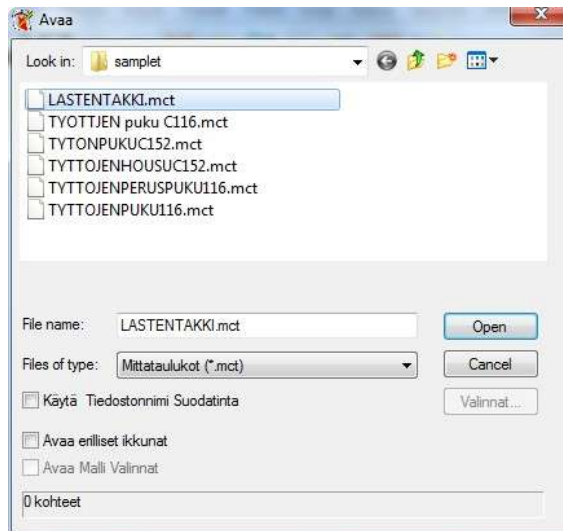 Avaa
Look in: samplet
LASTENTAKKI.mct
TYOTTJEN puku C116.mct
TYTONPUKUC152.mct
TYTTOJENHOUSUC152.mct
TYTTOJENPERUSPUKU116.mct
TYTTOJENPUKU116.mct
File name: LASTENTAKKI.mct Open
Files of type: Mittataulukot (*.mct) Cancel
Käytä Tiedostonnimi Suodatinta Valinnat...
Avaa erilliset ikkunat
Avaa Malli Valinnat
0 kohteet